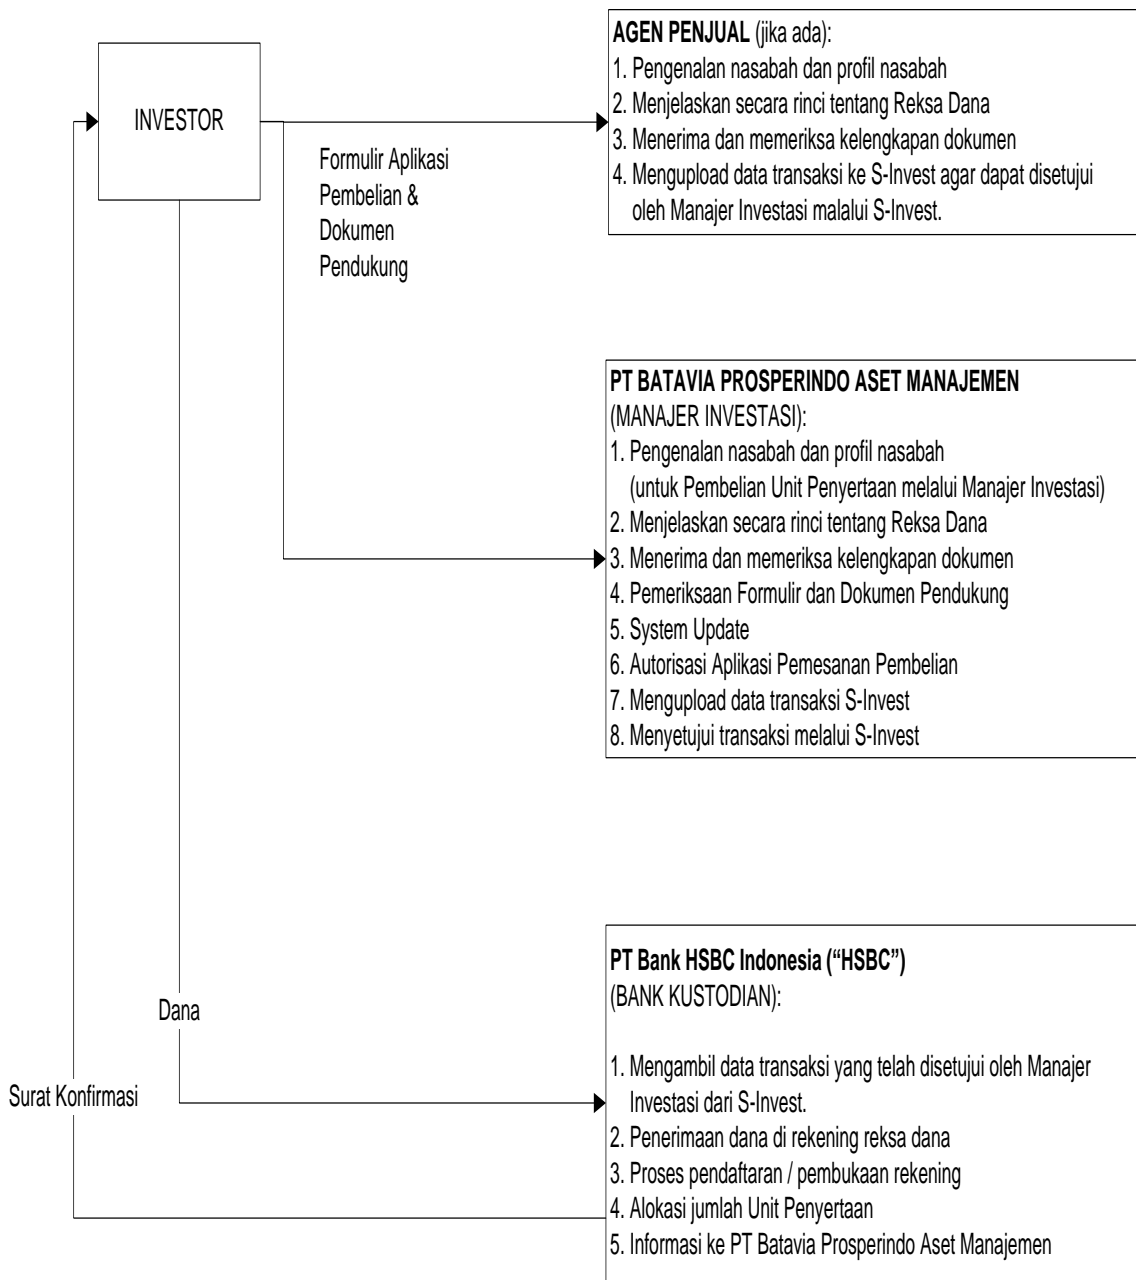 AGEN PENJUAL (jika ada):
1. Pengenalan nasabah dan profil nasabah
2. Menjelaskan secara rinci tentang Reksa Dana
3. Menerima dan memeriksa kelengkapan dokumen
4. Mengupload data transaksi ke S-Invest agar dapat disetujui
oleh Manajer Investasi malalui S-Invest.
INVESTOR
Formulir Aplikasi
Pembelian &
Dokumen
Pendukung
PT BATAVIA PROSPERINDO ASET MANAJEMEN
(MANAJER INVESTASI):
1. Pengenalan nasabah dan profil nasabah
(untuk Pembelian Unit Penyertaan melalui Manajer Investasi)
2. Menjelaskan secara rinci tentang Reksa Dana
3. Menerima dan memeriksa kelengkapan dokumen
4. Pemeriksaan Formulir dan Dokumen Pendukung
5. System Update
6. Autorisasi Aplikasi Pemesanan Pembelian
7. Mengupload data transaksi S-Invest
8. Menyetujui transaksi melalui S-Invest
Dana
Surat Konfirmasi
PT Bank HSBC Indonesia (“HSBC”)
(BANK KUSTODIAN):
1. Mengambil data transaksi yang telah disetujui oleh Manajer
Investasi dari S-Invest.
2. Penerimaan dana di rekening reksa dana
3. Proses pendaftaran / pembukaan rekening
4. Alokasi jumlah Unit Penyertaan
5. Informasi ke PT Batavia Prosperindo Aset Manajemen